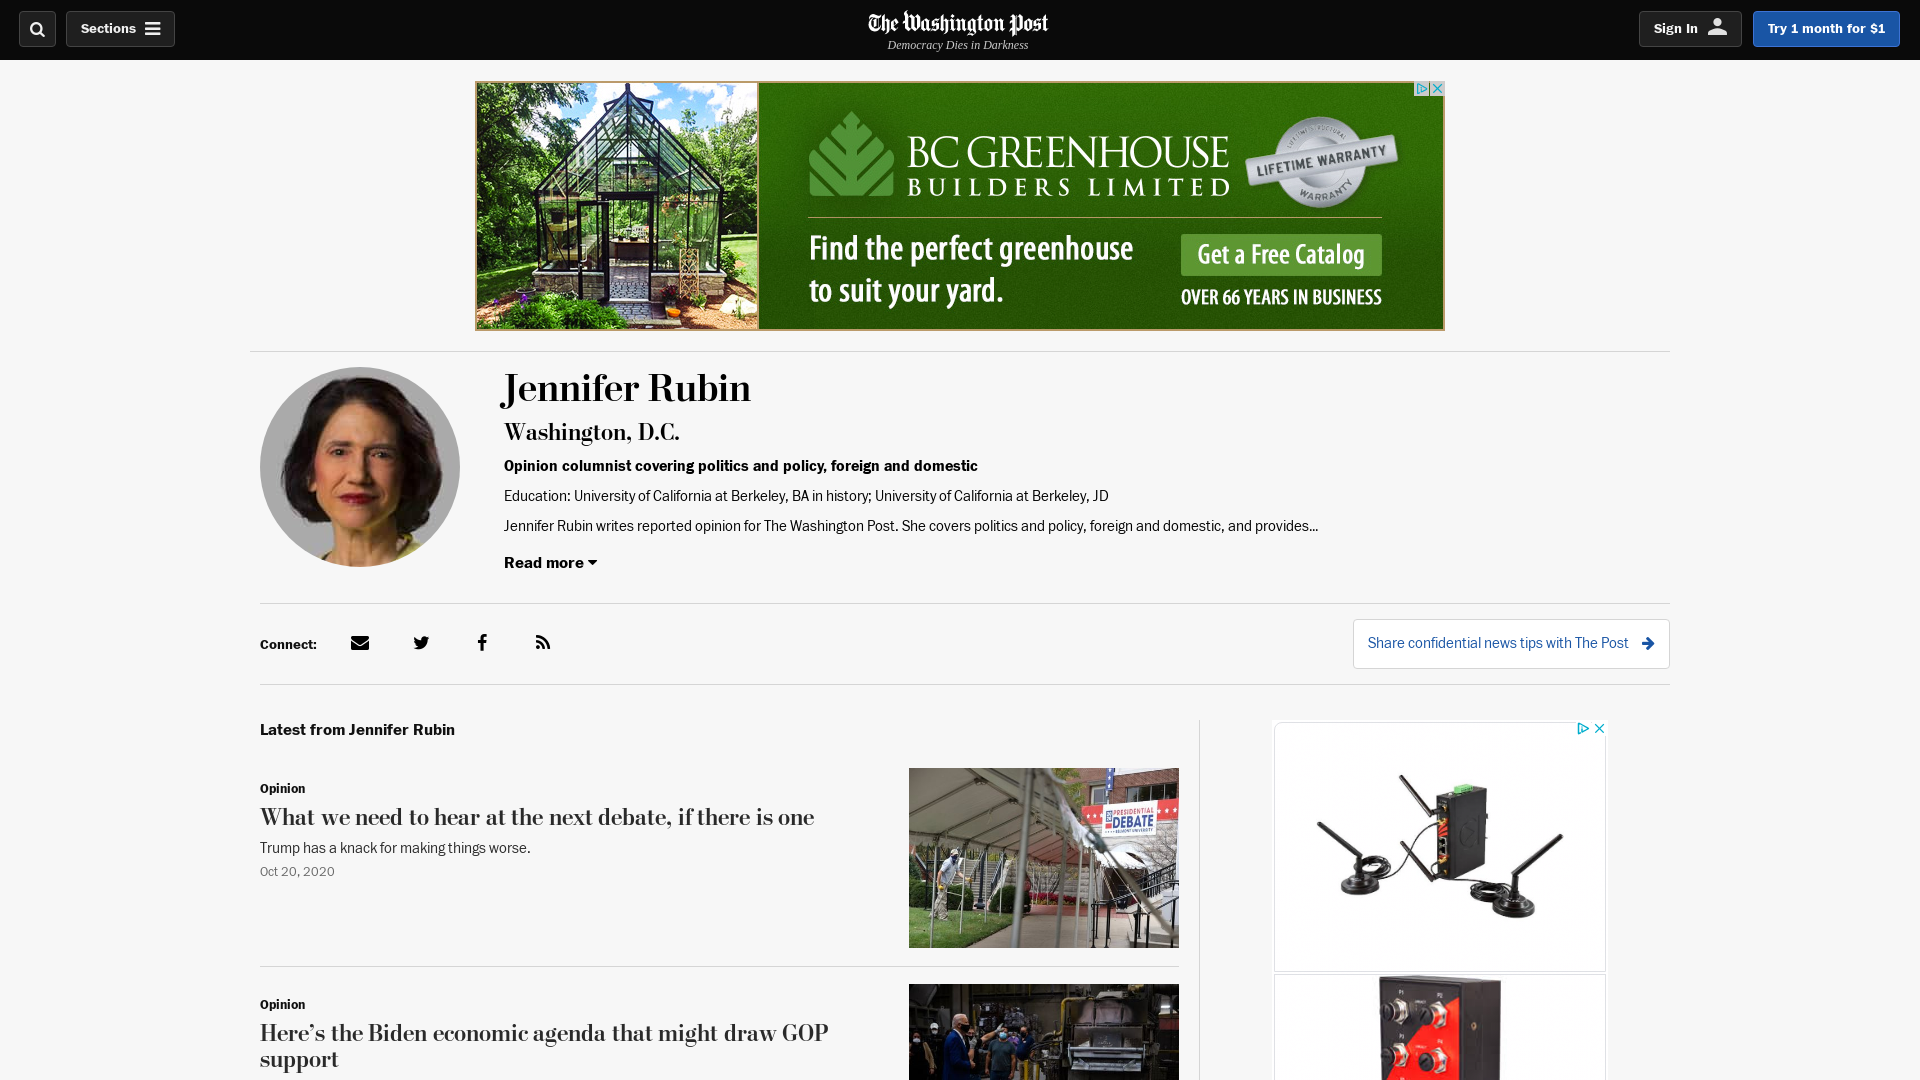 Sections
The Washington Post
Democracy Dies in Darkness
Sign In
Try 1 month for $1
BC GREENHOUSE
BUILDERS LIMITED
LIFETIME WARRANTY
WARRANTY
Find the perfect greenhouse
to suit your yard.
Get a Free Catalog
OVER 66 YEARS IN BUSINESS
Jennifer Rubin
Washington, D.C.
Opinion columnist covering politics and policy, foreign and domestic
Education: University of California at Berkeley, BA in history; University of California at Berkeley, JD
Jennifer Rubin writes reported opinion for The Washington Post. She covers politics and policy, foreign and domestic, and provides...
Read more
Connect:
Share confidential news tips with The Post
Latest from Jennifer Rubin
Opinion
What we need to hear at the next debate, if there is one
Trump has a knack for making things worse.
Oct 20, 2020
PRESIDENTIAL
DEBATE
BELMONT UNIVERSITY
Opinion
Here’s the Biden economic agenda that might draw GOP
support